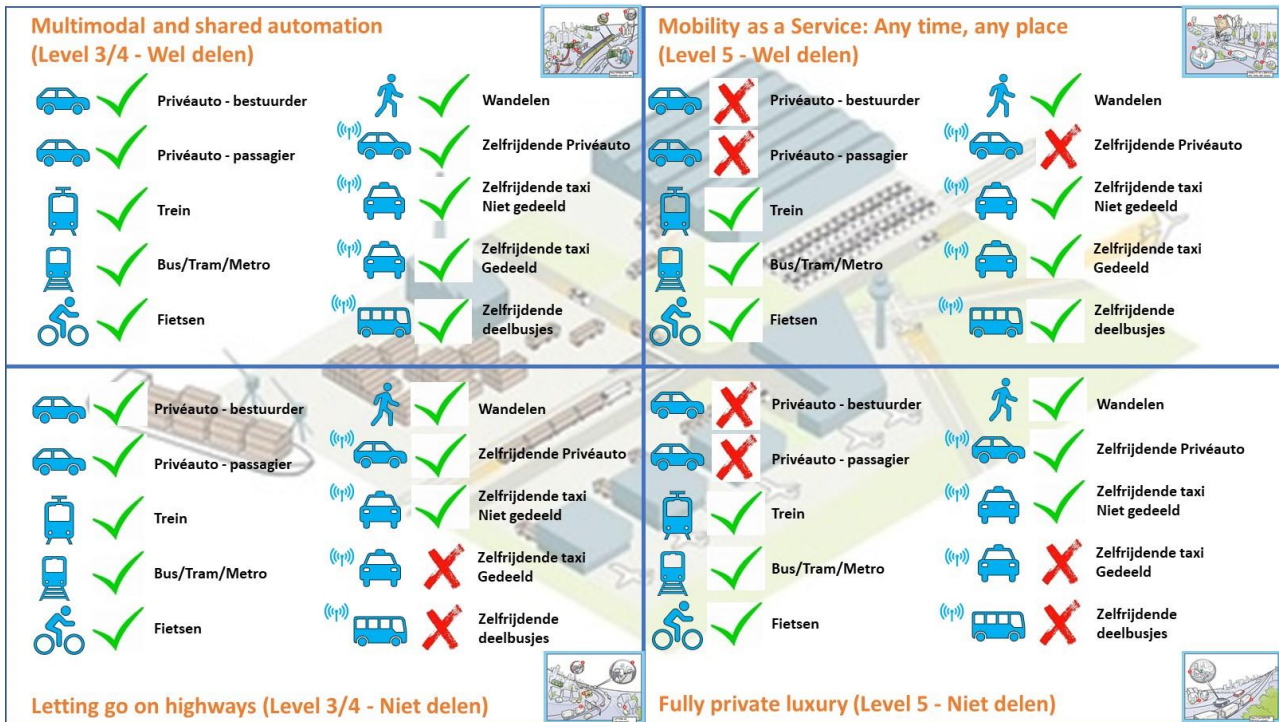 Multimodal and shared automation
(Level 3/4 - Wel delen)
Privéauto - bestuurder
Privéauto - passagier
Trein
Bus/Tram/Metro
Fietsen
Wandelen
Zelfrijdende Privéauto
Zelfrijdende taxi
Niet gedeeld
Zelfrijdende taxi
Gedeeld
Zelfrijdende
deelbusjes
Mobility as a Service: Any time, any place
(Level 5 - Wel delen)
Privéauto - bestuurder
Privéauto - passagier
Trein
Bus/Tram/Metro
Fietsen
Wandelen
Zelfrijdende Privéauto
Zelfrijdende taxi
Niet gedeeld
Zelfrijdende taxi
Gedeeld
Zelfrijdende
deelbusjes
Privéauto - bestuurder
Privéauto - passagier
Trein
Bus/Tram/Metro
Fietsen
Wandelen
Zelfrijdende Privéauto
Zelfrijdende taxi
Niet gedeeld
Zelfrijdende taxi
Gedeeld
Zelfrijdende
deelbusjes
Letting go on highways (Level 3/4 - Niet delen)
Privéauto - bestuurder
Privéauto - passagier
Trein
Bus/Tram/Metro
Fietsen
Wandelen
Zelfrijdende Privéauto
Zelfrijdende taxi
Niet gedeeld
Zelfrijdende taxi
Gedeeld
Zelfrijdende
deelbusjes
Fully private luxury (Level 5 - Niet delen)